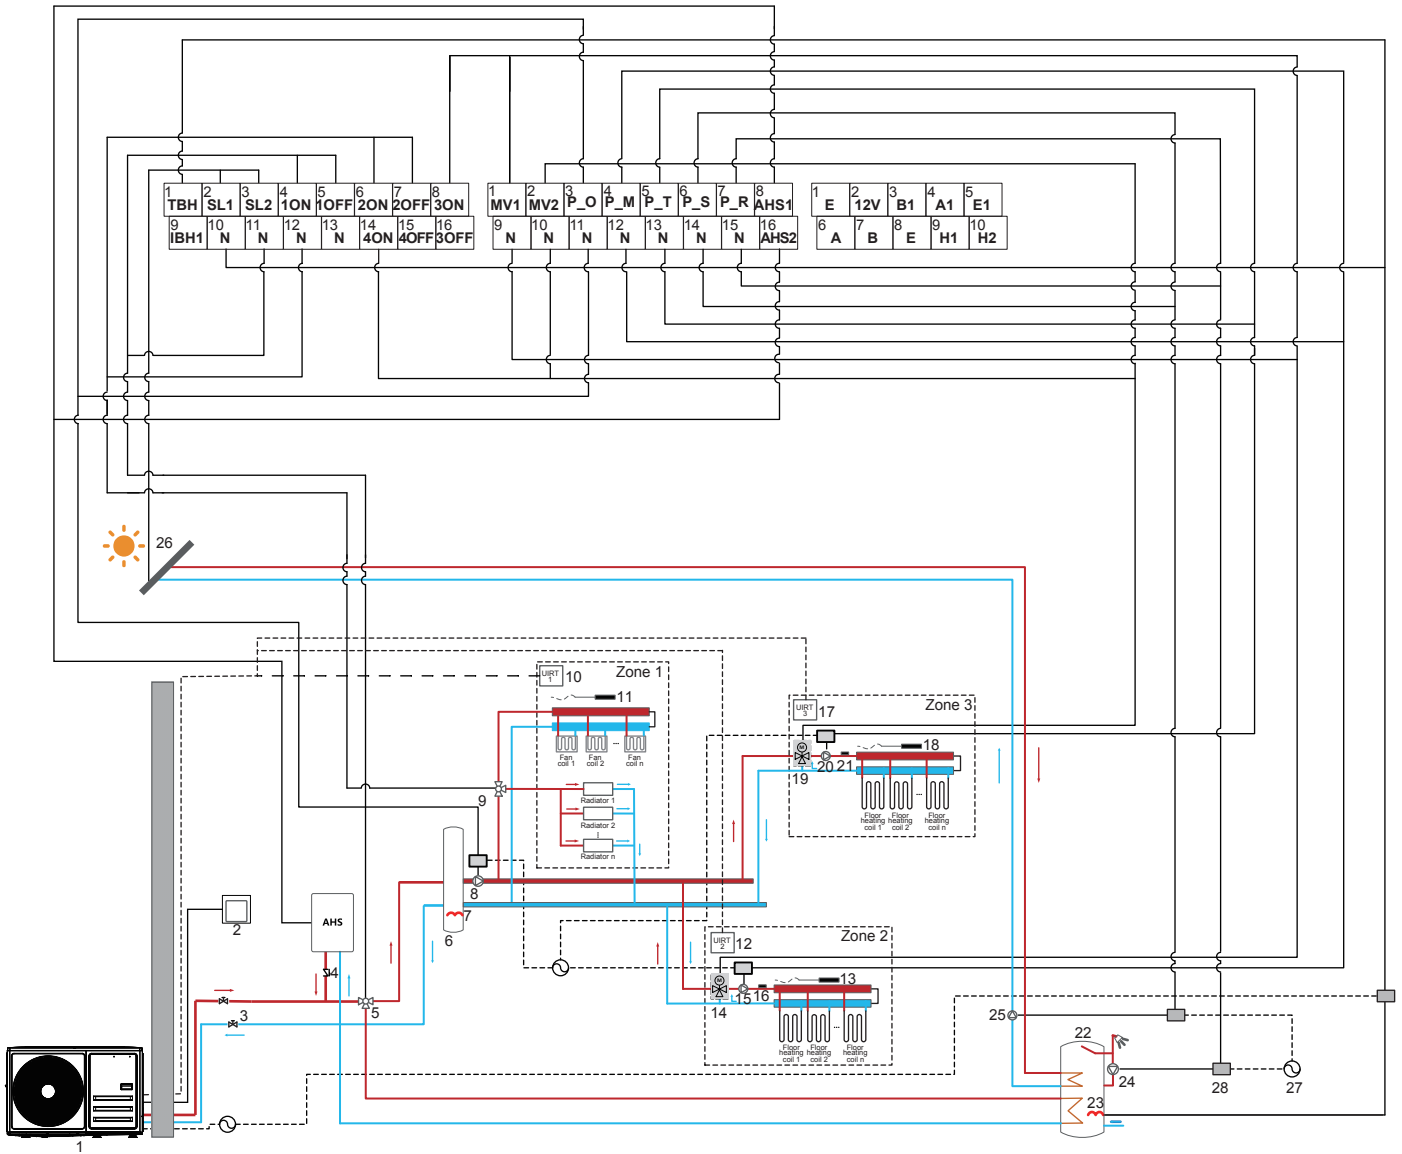 1 2 3 4 5 6 7 8
TBH SL1 SL2 1ON 1OFF 2ON 2OFF 3ON
9 10 11 12 13 14 15 16
IBH1 N N N N 4ON 4OFF 3OFF
1 2 3 4 5 6 7 8
MV1 MV2 P_O P_M P_T P_S P_R AHS1
9 10 11 12 13 14 15 16
N N N N N N N AHS2
1 2 3 4 5
E 12V B1 A1 E1
6 7 8 9 10
A B E H1 H2
26
Zone 1
UIRT
1
10
11
Fan
coil 1
Fan
coil 2
...
Fan
coil n
9
Radiator 1
Radiator 2
...
Radiator n
Zone 3
UIRT
3
17
M
18
19
20
21
Floor
heating
coil 1
Floor
heating
coil 2
...
Floor
heating
coil n
8
7
6
2
AHS
4
5
3
Zone 2
UIRT
2
12
M
13
14
15
16
Floor
heating
coil 1
Floor
heating
coil 2
...
Floor
heating
coil n
25
22
24
23
28
27
1